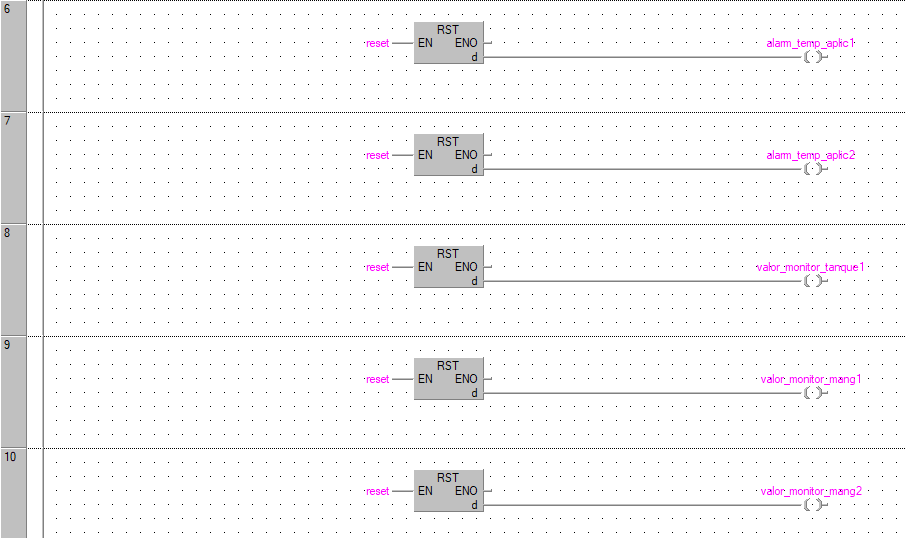 6
RST
reset EN ENO alarm_temp_aplic1
d
7
RST
reset EN ENO alarm_temp_aplic2
d
8
RST
reset EN ENO valor_monitor_tanque1
d
9
RST
reset EN ENO valor_monitor_mang1
d
10
RST
reset EN ENO valor_monitor_mang2
d